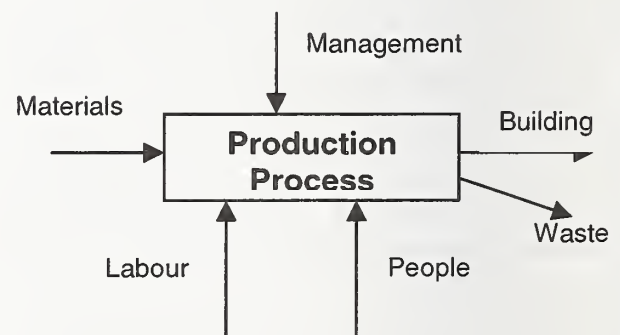 Management
Materials
Building
Production
Process
Waste
Labour
People